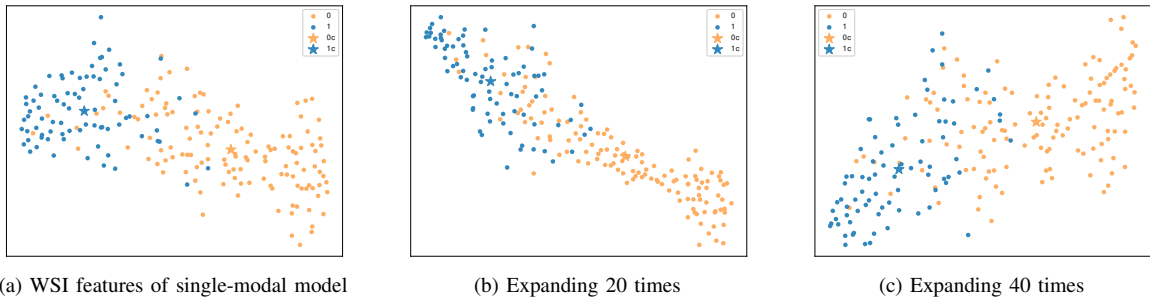 0
1
0c
1c
0
1
0c
1c
0
1
0c
1c
(a) WSI features of single-modal model
(b) Expanding 20 times
(c) Expanding 40 times